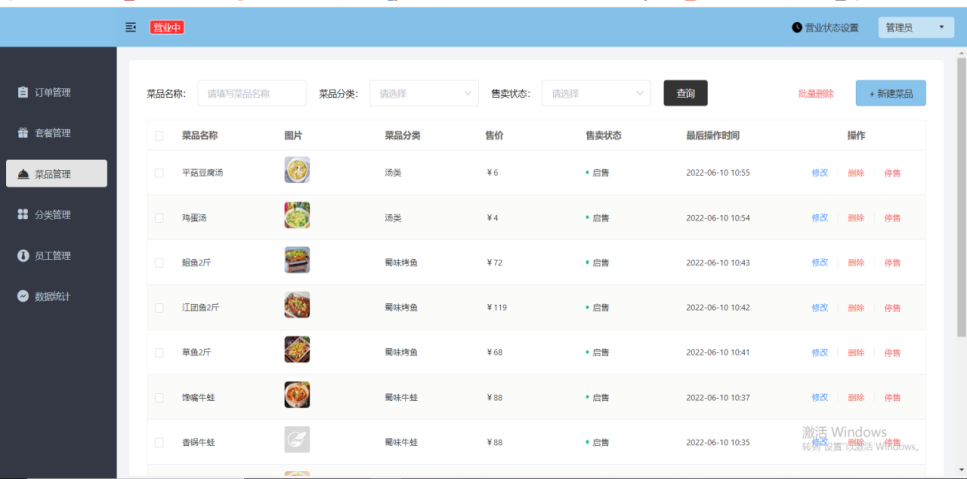 营业中
营业状态设置
管理员
订单管理
套餐管理
菜品管理
分类管理
员工管理
数据统计
菜品名称： 请填写菜品名称 菜品分类： 请选择 售卖状态： 请选择 查询 批量删除 + 新建菜品
菜品名称 图片 菜品分类 售价 售卖状态 最后操作时间 操作
平菇豆腐汤 汤类 ¥ 6 启售 2022-06-10 10:55 修改 删除 停售
鸡蛋汤 汤类 ¥ 4 启售 2022-06-10 10:54 修改 删除 停售
鮰鱼2斤 蜀味烤鱼 ¥ 72 启售 2022-06-10 10:43 修改 删除 停售
江团鱼2斤 蜀味烤鱼 ¥ 119 启售 2022-06-10 10:42 修改 删除 停售
草鱼2斤 蜀味烤鱼 ¥ 68 启售 2022-06-10 10:41 修改 删除 停售
馋嘴牛蛙 蜀味牛蛙 ¥ 88 启售 2022-06-10 10:37 修改 删除 停售
香锅牛蛙 蜀味牛蛙 ¥ 88 启售 2022-06-10 10:35 修改 删除 停售
激活 Windows
转到"设置"以激活 Windows。